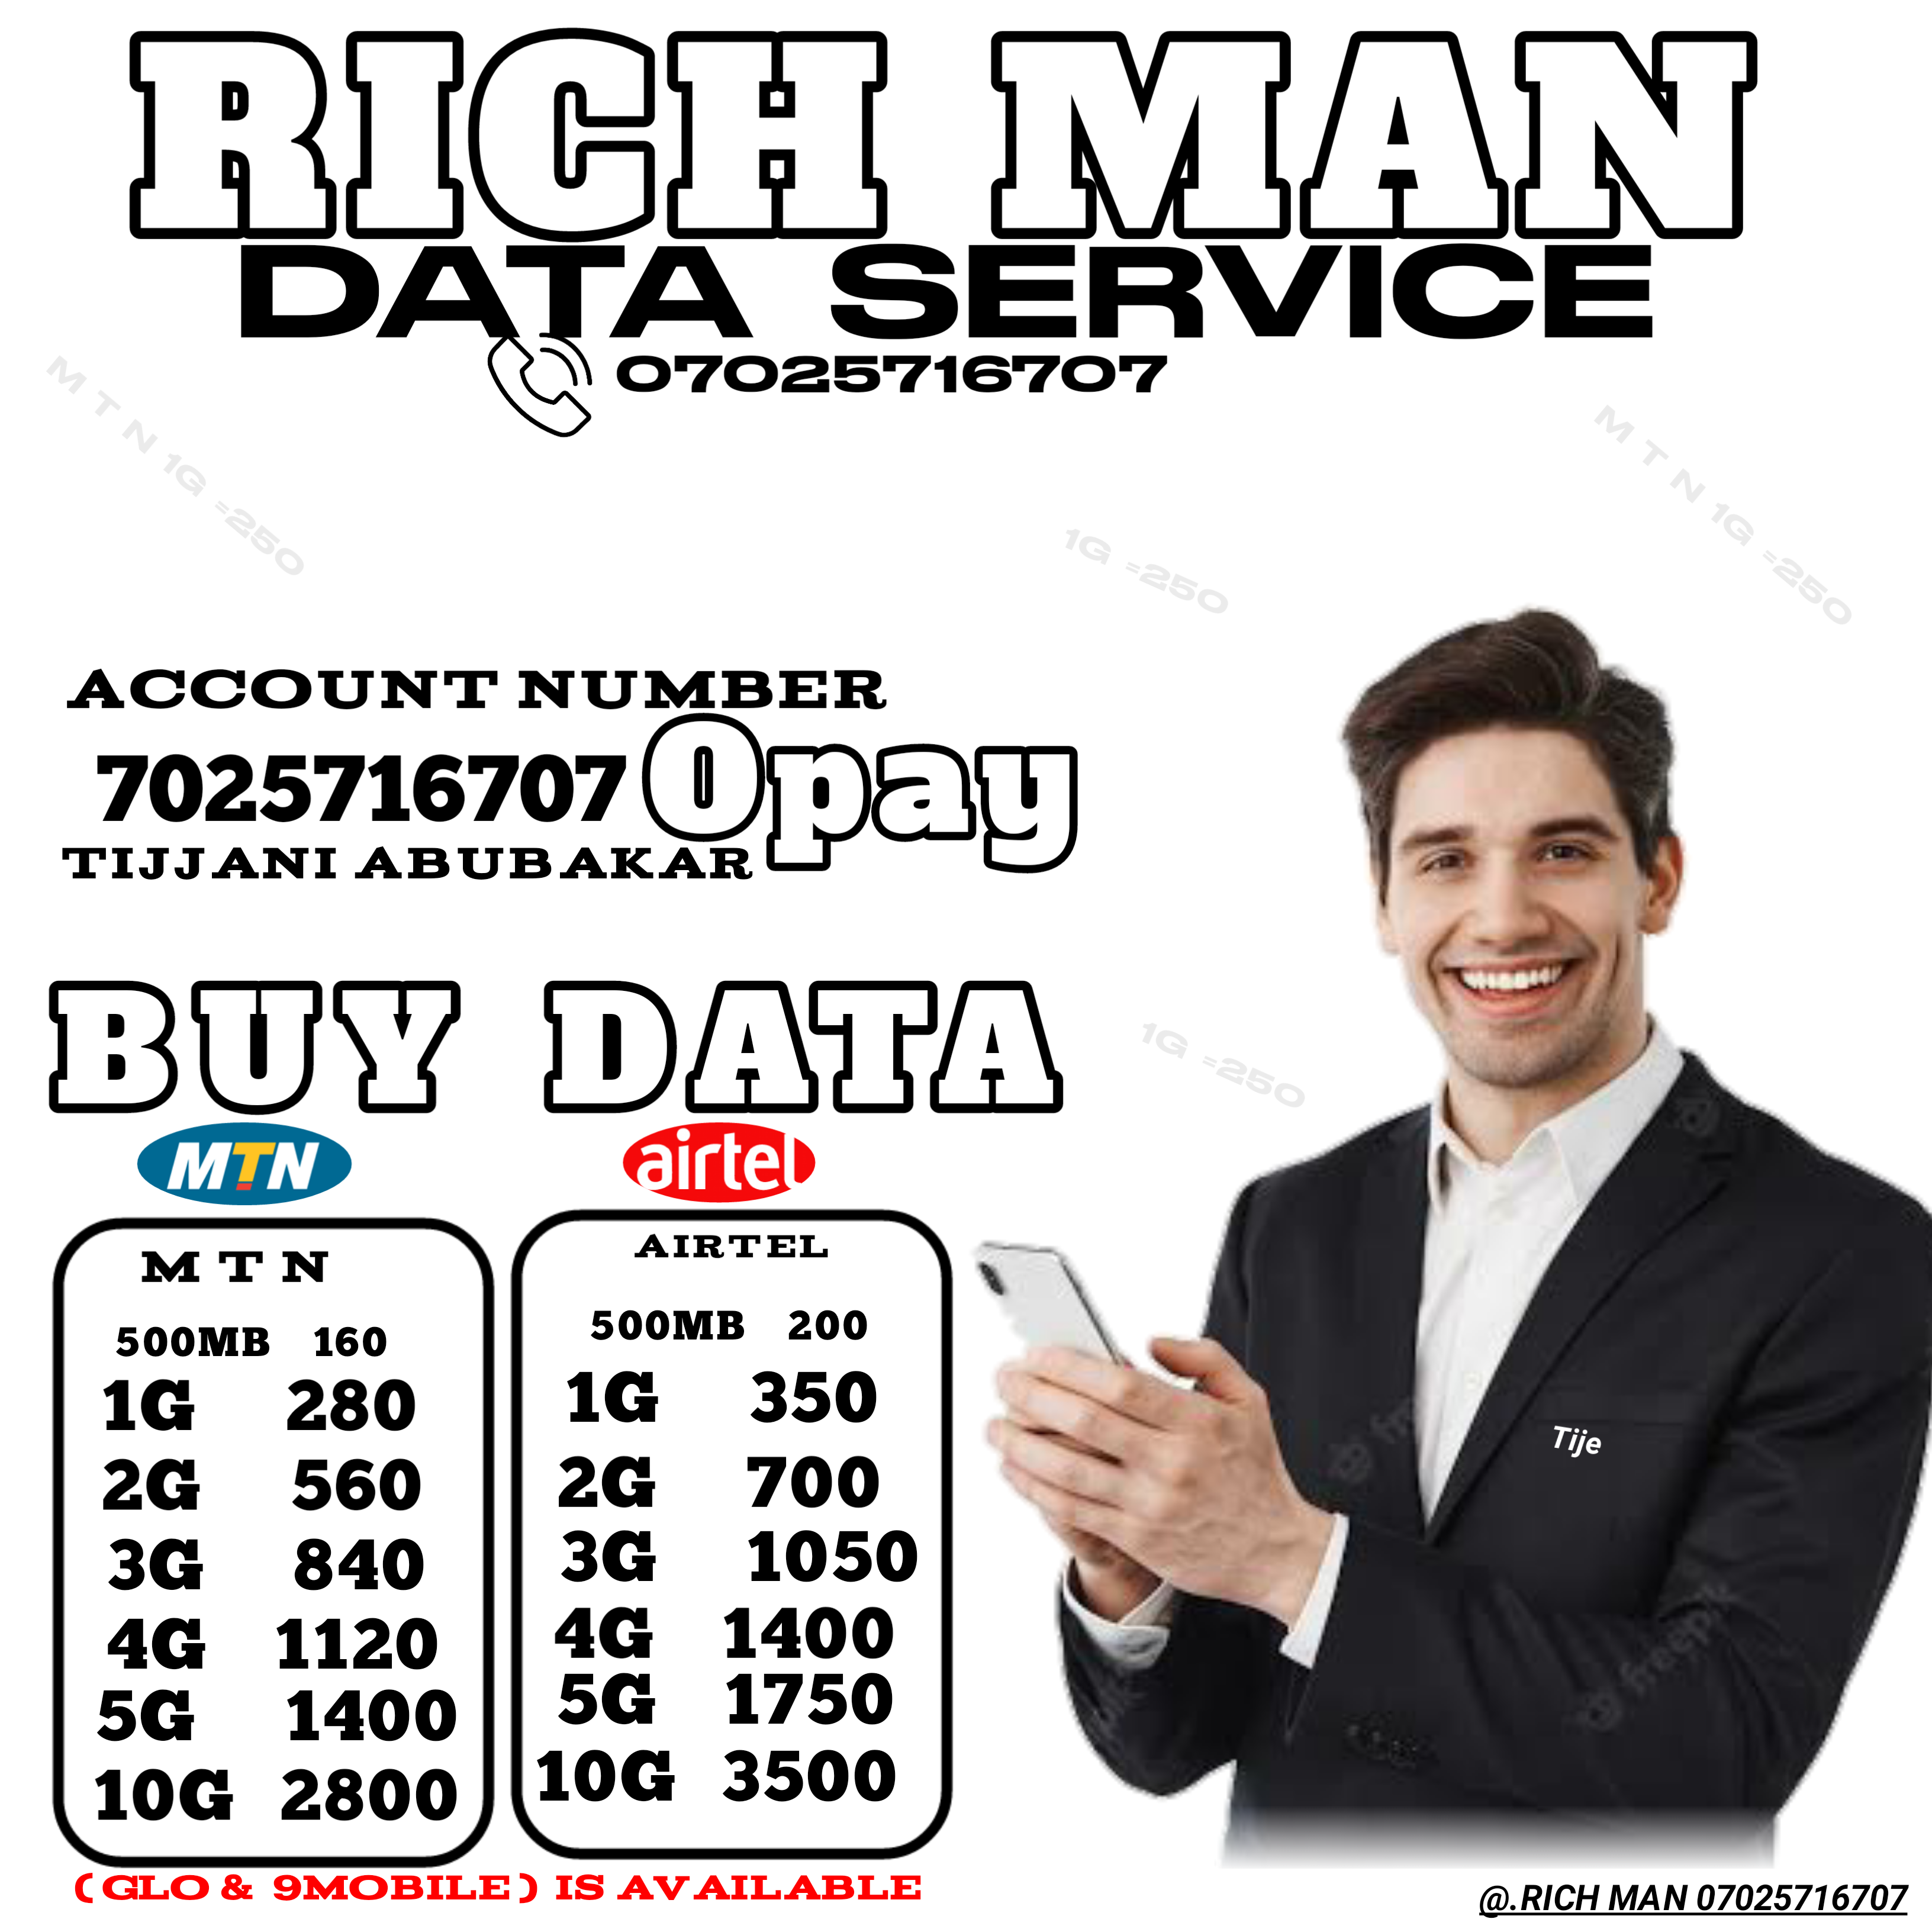 RICH MAN
DATA SERVICE
07025716707
M T N 1G =250
M T N 1G =250
1G =250
ACCOUNT NUMBER
7025716707 Opay
TIJJANI ABUBAKAR
BUY DATA
1G =250
MTN
airtel
M T N
500MB 160
1G 280
2G 560
3G 840
4G 1120
5G 1400
10G 2800
AIRTEL
500MB 200
1G 350
2G 700
3G 1050
4G 1400
5G 1750
10G 3500
Tije
freepik
(GLO & 9MOBILE) IS AVAILABLE
@.RICH MAN 07025716707